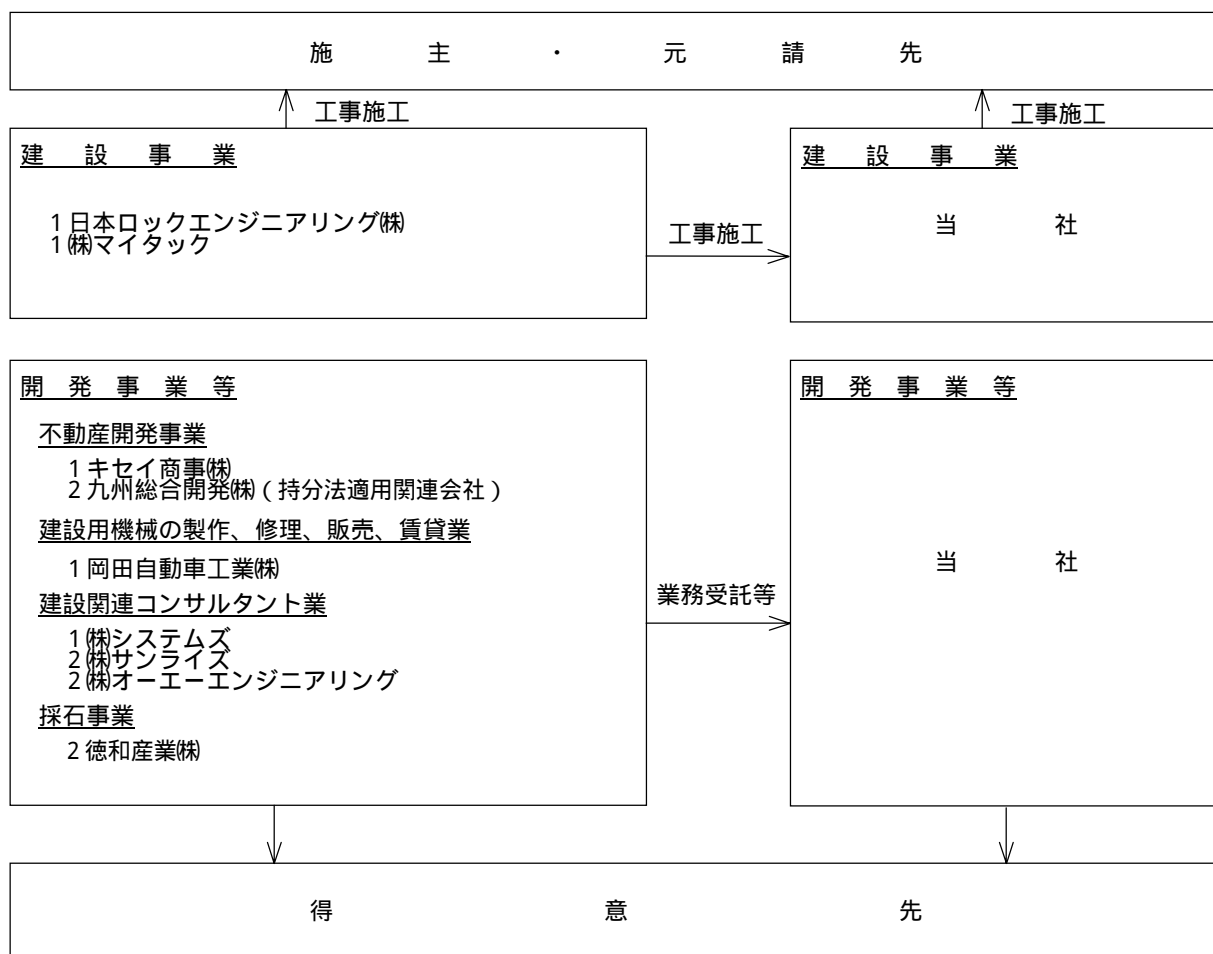 施主・元請先
工事施工
工事施工
建設事業
1 日本ロックエンジニアリング㈱
1 ㈱マイタック
工事施工
建設事業
当社
開発事業等
不動産開発事業
1 キセイ商事㈱
2 九州総合開発㈱ ( 持分法適用関連会社 )
建設用機械の製作、修理、販売、賃貸業
1 岡田自動車工業㈱
建設関連コンサルタント業
1 ㈱システムズ
2 ㈱サンライズ
2 ㈱オーエーエンジニアリング
採石事業
2 徳和産業㈱
業務受託等
開発事業等
当社
得意先